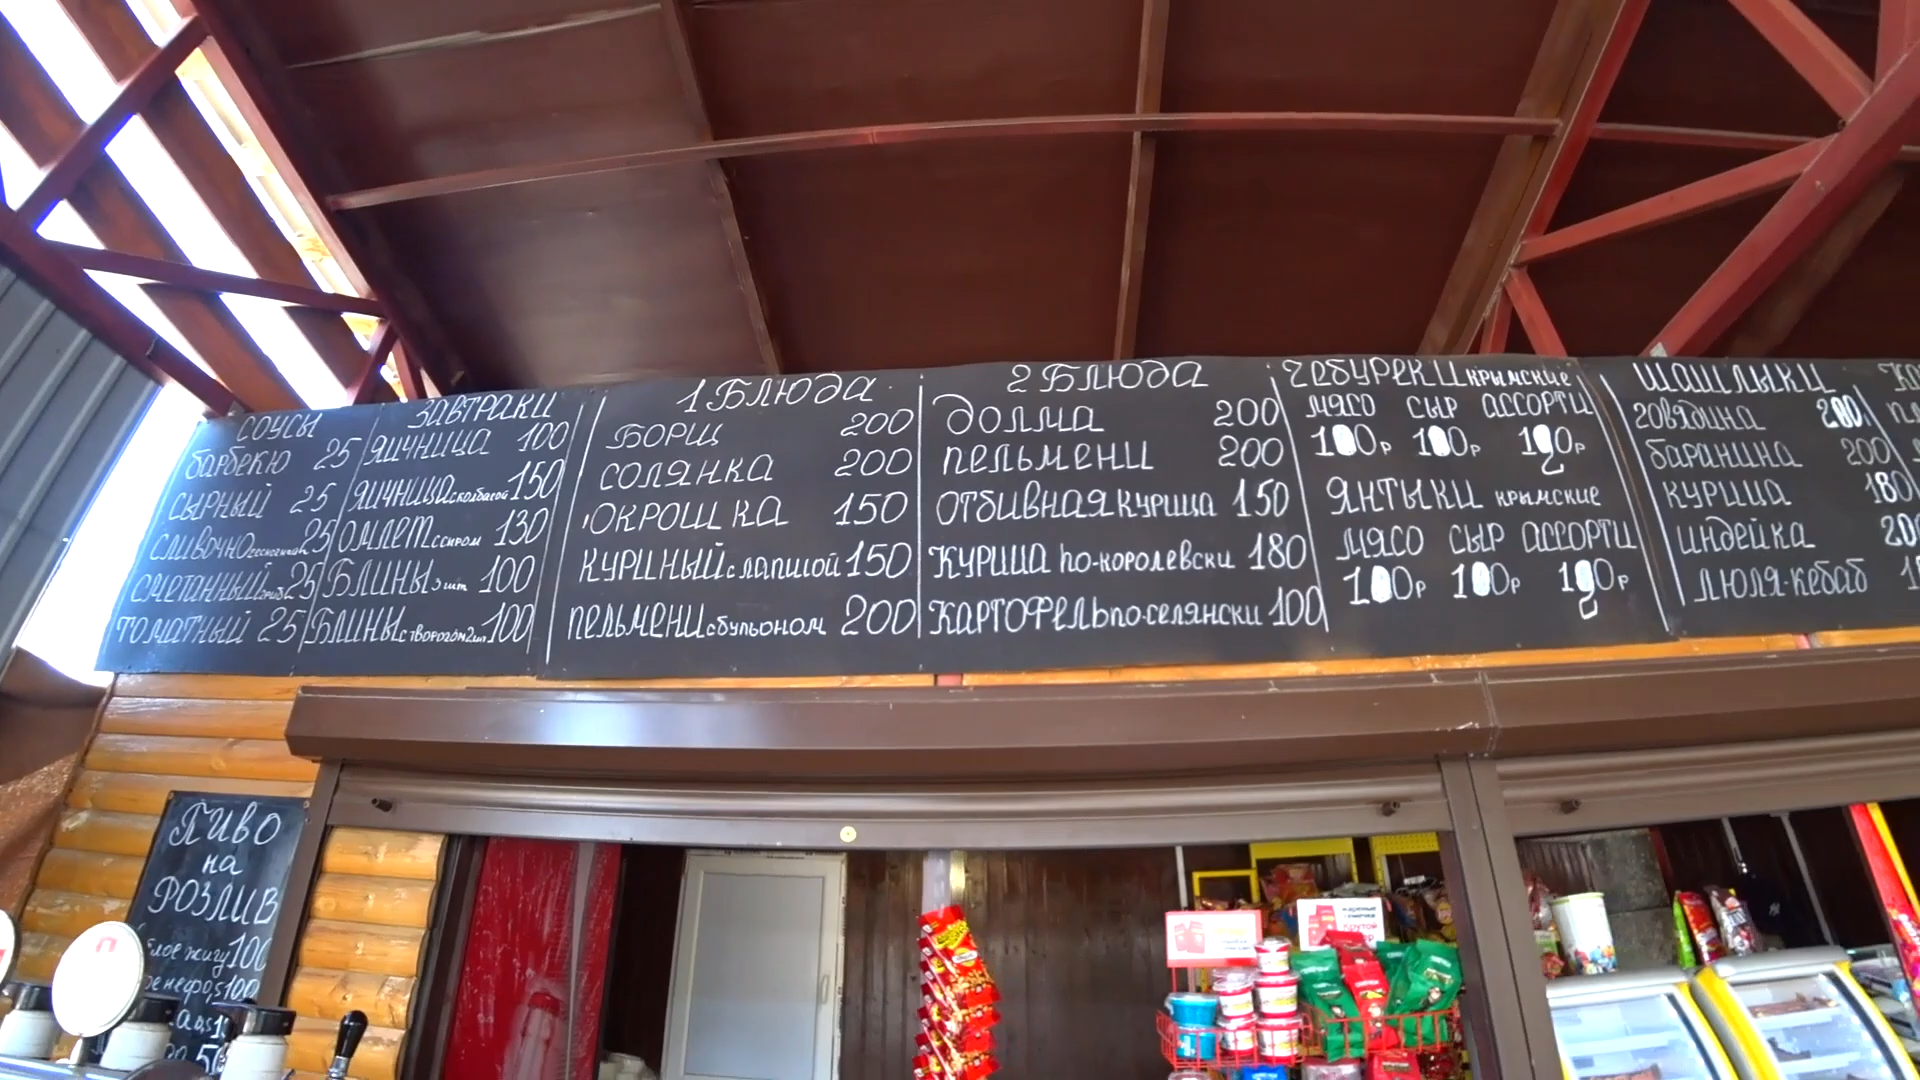 СОУСЫ
БАРБЕКЮ 25
СЫРНЫЙ 25
СЛИВОЧНО 25
СМЕТАННЫЙ 25
ТОМАТНЫЙ 25
ЗАВТРАКИ
ЯИЧНИЦА 100
ЯИЧНИЦА с колбасой 150
ОМЛЕТ с сыром 130
БЛИНЫ 3 шт 100
БЛИНЫ с творогом 2 шт 100
1 БЛЮДА
БОРЩ 200
СОЛЯНКА 200
ОКРОШКА 150
КУРИНЫЙ с лапшой 150
ПЕЛЬМЕНИ с бульоном 200
2 БЛЮДА
ДОЛМА 200
ПЕЛЬМЕНИ 200
ОТБИВНАЯ КУРИЦА 150
КУРИЦА по-королевски 180
КАРТОФЕЛЬ по-селянски 100
ЧЕБУРЕКИ крымские
МЯСО СЫР АССОРТИ
100р 100р 100р
ЯНТЫКИ крымские
МЯСО СЫР АССОРТИ
100р 100р 100р
ШАШЛЫКИ
ГОВЯДИНА 200
БАРАНИНА 200
КУРИЦА 180
ИНДЕЙКА
ЛЮЛЯ-КЕБАБ
ПИВО
на
РОЗЛИВ